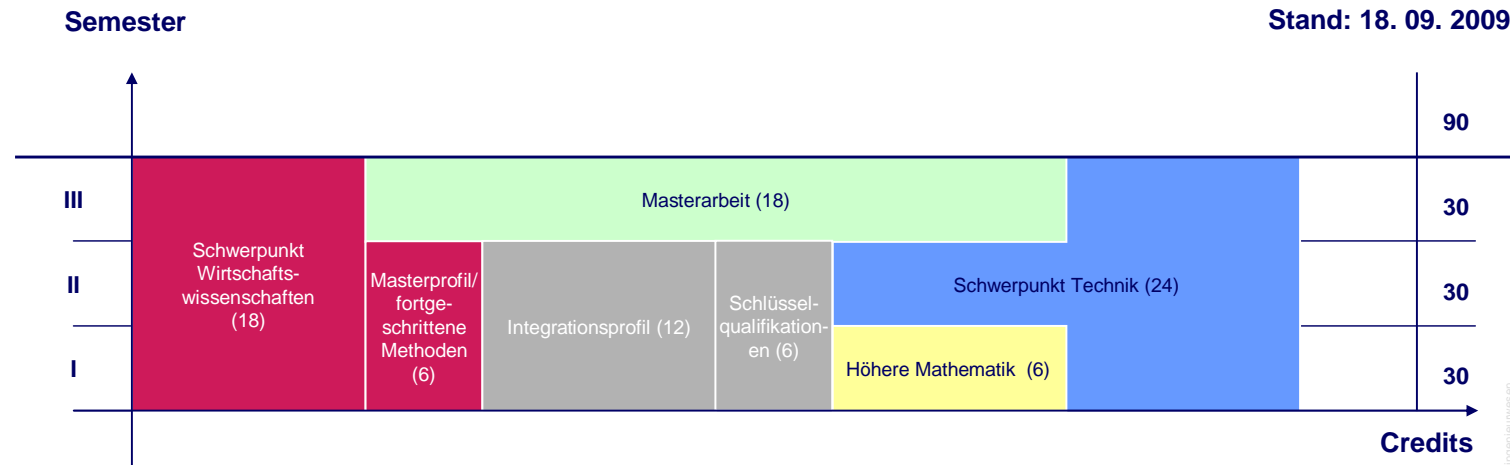 Semester
Stand: 18. 09. 2009
90
III
Masterarbeit (18)
30
Schwerpunkt
Wirtschafts-
wissenschaften
(18)
II
Masterprofil/
fortge-
schrittene
Methoden
(6)
Integrationsprofil (12)
Schlüssel-
qualifikation-
en (6)
Schwerpunkt Technik (24)
30
I
Höhere Mathematik (6)
30
Credits